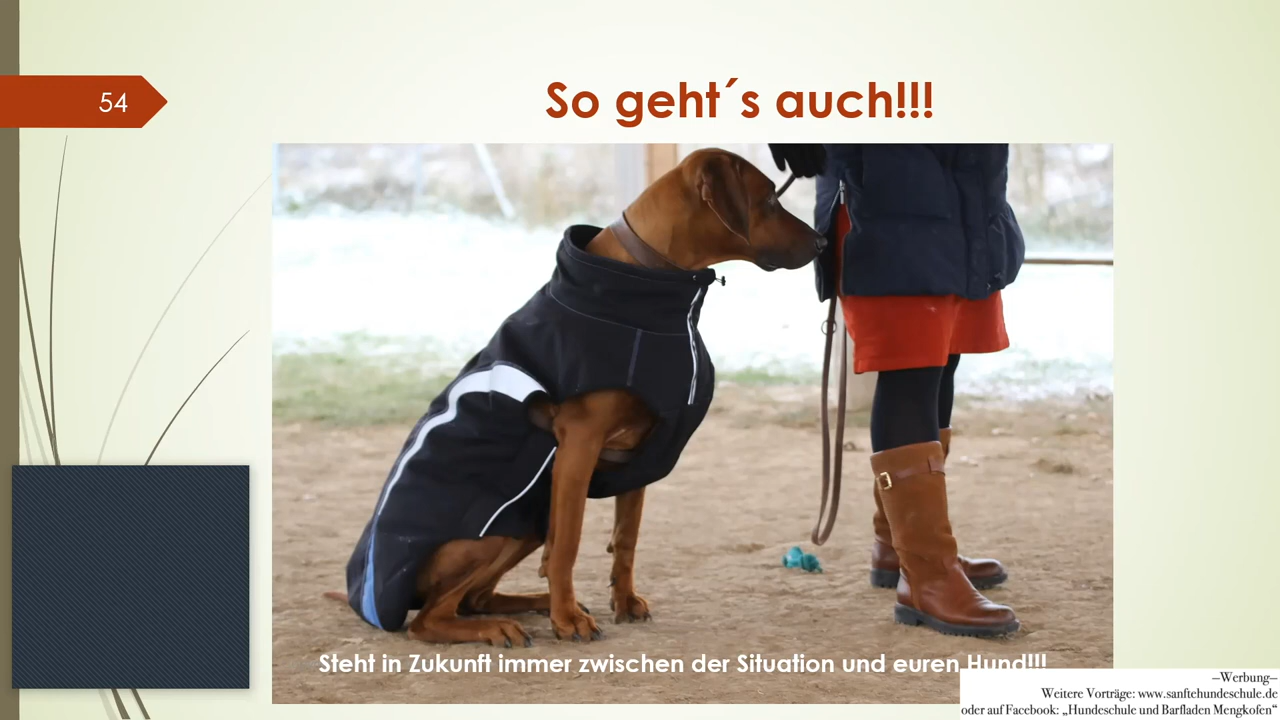 54
So geht´s auch!!!
Steht in Zukunft immer zwischen der Situation und euren Hund!!!
—Werbung—
Weitere Vorträge: www.sanftehundeschule.de
oder auf Facebook: „Hundeschule und Barfladen Mengkofen“